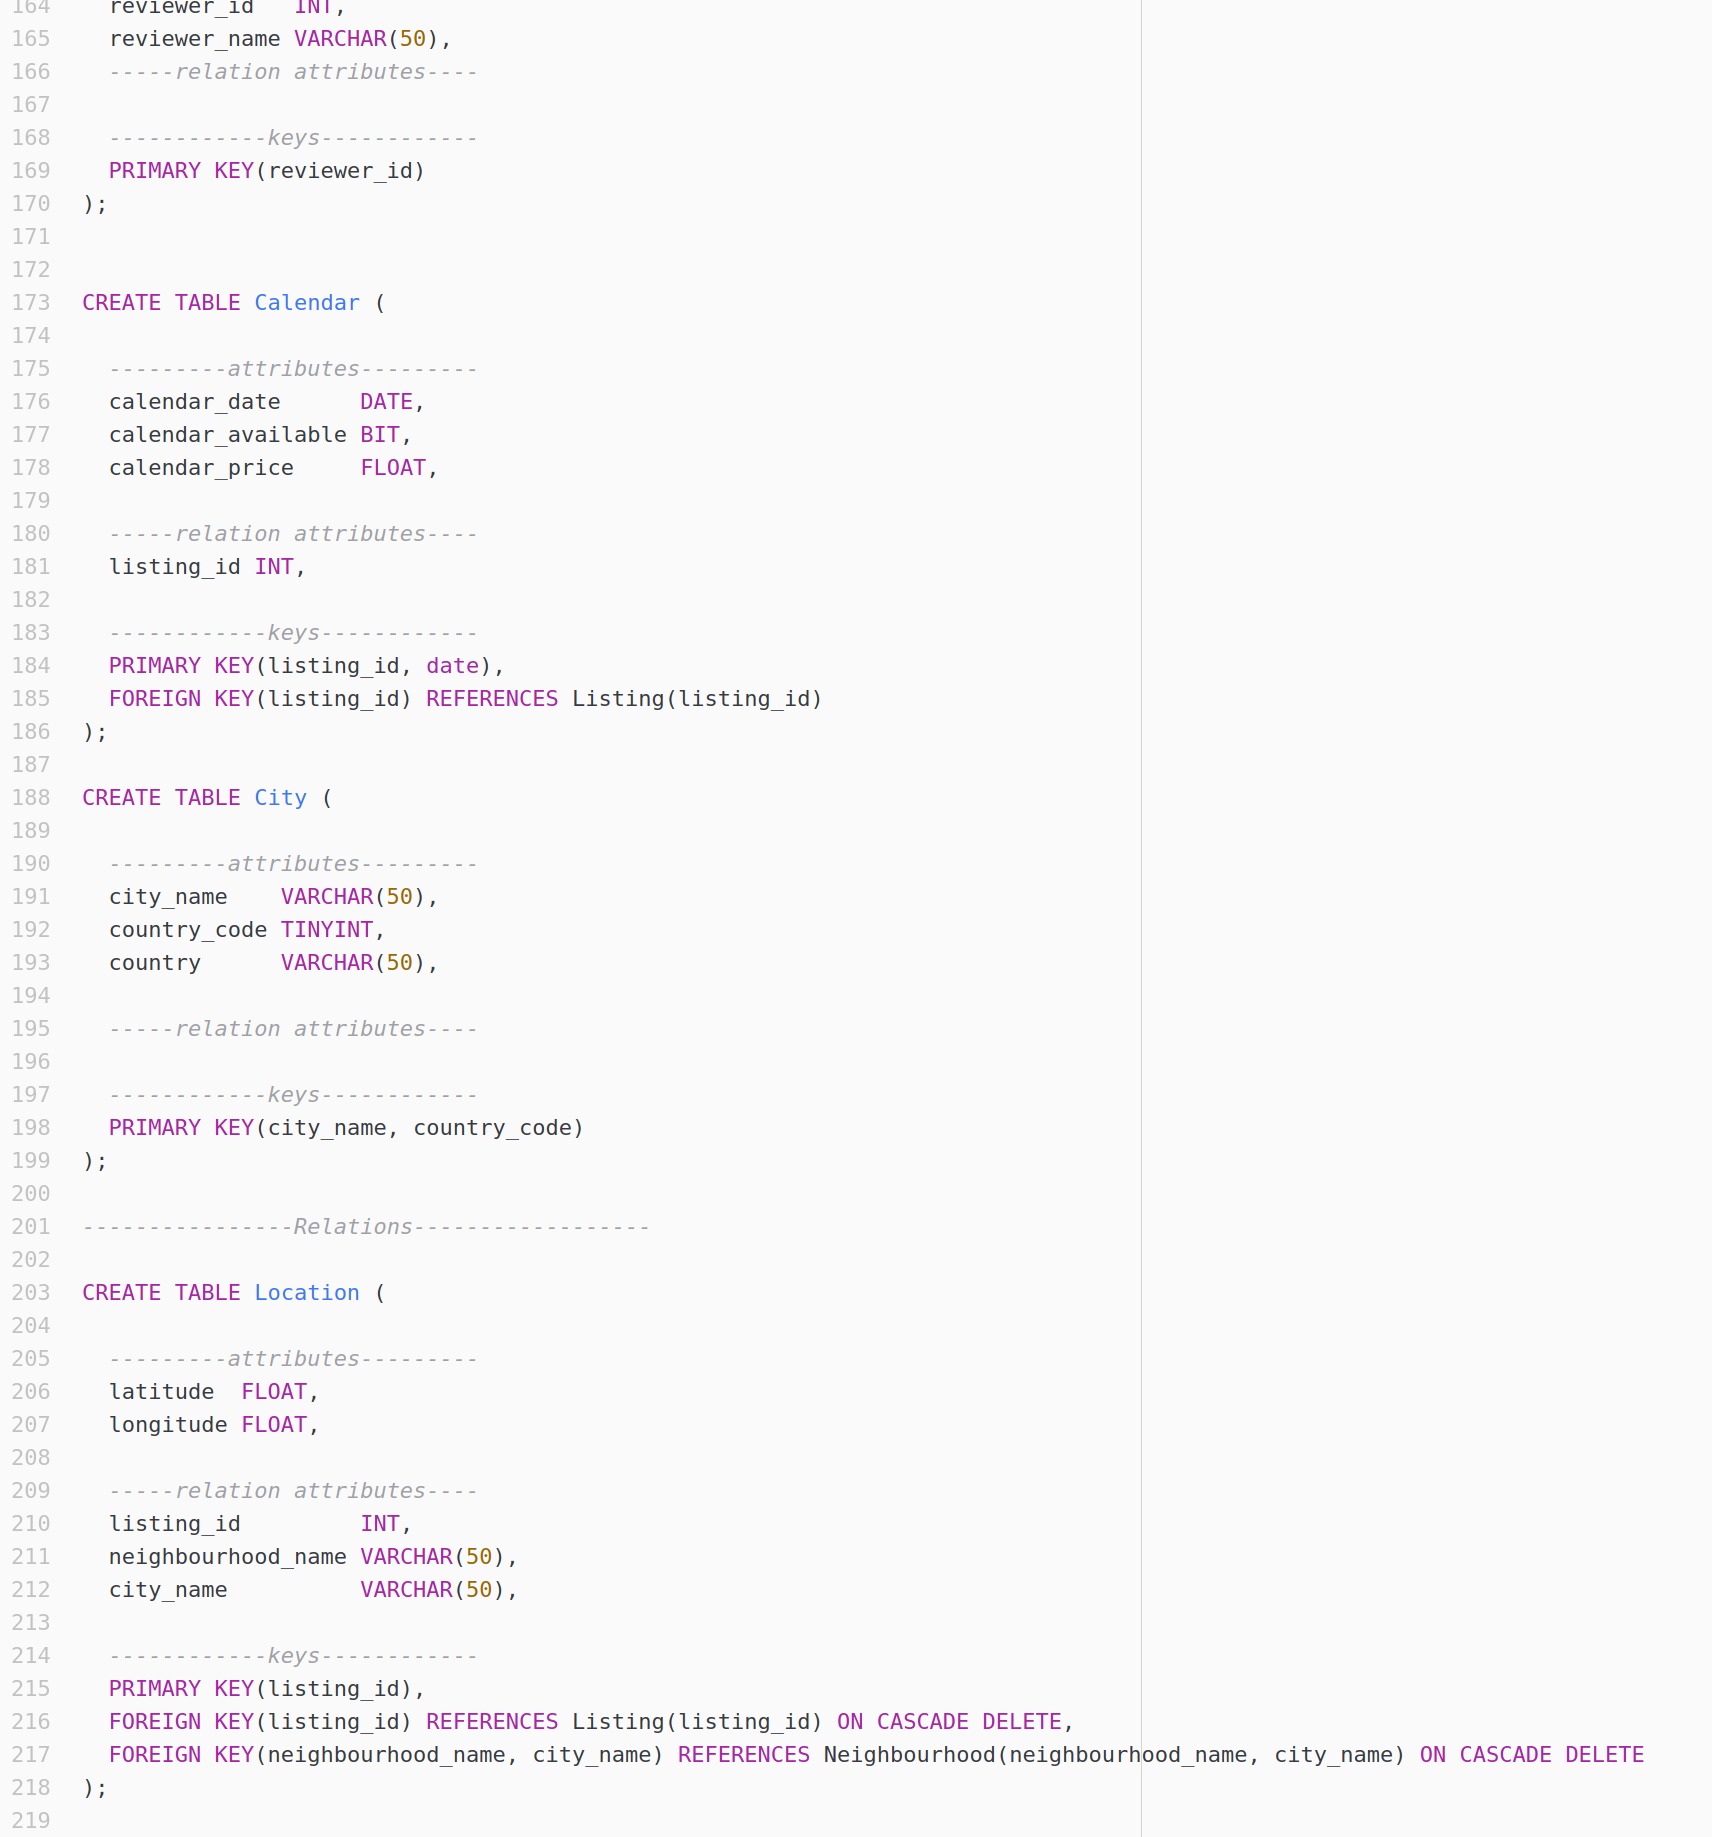 164 reviewer_id   INT,
165 reviewer_name VARCHAR(50),
166 -----relation attributes----
167
168 ------------keys------------
169 PRIMARY KEY(reviewer_id)
170 );
171
172
173 CREATE TABLE Calendar (
174
175 ---------attributes---------
176 calendar_date      DATE,
177 calendar_available BIT,
178 calendar_price     FLOAT,
179
180 -----relation attributes----
181 listing_id INT,
182
183 ------------keys------------
184 PRIMARY KEY(listing_id, date),
185 FOREIGN KEY(listing_id) REFERENCES Listing(listing_id)
186 );
187
188 CREATE TABLE City (
189
190 ---------attributes---------
191 city_name    VARCHAR(50),
192 country_code TINYINT,
193 country      VARCHAR(50),
194
195 -----relation attributes----
196
197 ------------keys------------
198 PRIMARY KEY(city_name, country_code)
199 );
200
201 ----------------Relations------------------
202
203 CREATE TABLE Location (
204
205 ---------attributes---------
206 latitude  FLOAT,
207 longitude FLOAT,
208
209 -----relation attributes----
210 listing_id         INT,
211 neighbourhood_name VARCHAR(50),
212 city_name          VARCHAR(50),
213
214 ------------keys------------
215 PRIMARY KEY(listing_id),
216 FOREIGN KEY(listing_id) REFERENCES Listing(listing_id) ON CASCADE DELETE,
217 FOREIGN KEY(neighbourhood_name, city_name) REFERENCES Neighbourhood(neighbourhood_name, city_name) ON CASCADE DELETE
218 );
219